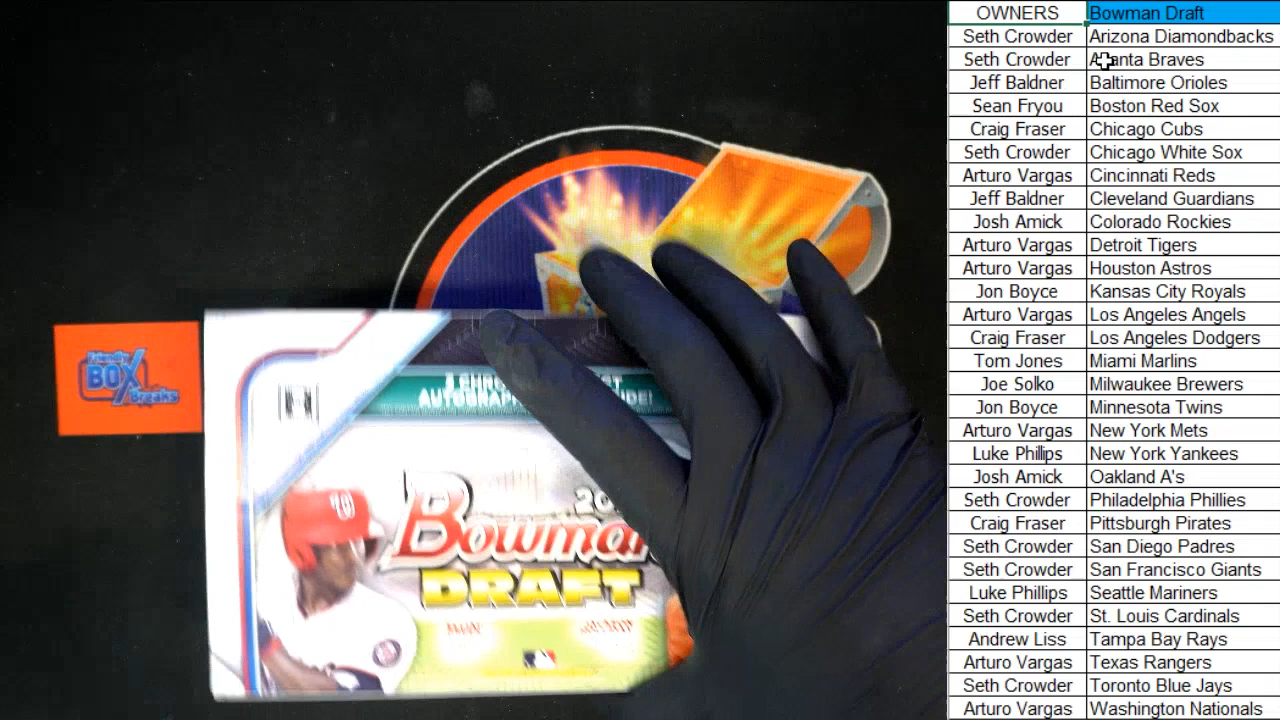 OWNERS Bowman Draft
Seth Crowder Arizona Diamondbacks
Seth Crowder Braves
Jeff Baldner Baltimore Orioles
Sean Fryou Boston Red Sox
Craig Fraser Chicago Cubs
Seth Crowder Chicago White Sox
Arturo Vargas Cincinnati Reds
Jeff Baldner Cleveland Guardians
Josh Amick Colorado Rockies
Arturo Vargas Detroit Tigers
Arturo Vargas Houston Astros
Jon Boyce Kansas City Royals
Arturo Vargas Los Angeles Angels
Craig Fraser Los Angeles Dodgers
Tom Jones Miami Marlins
Joe Solko Milwaukee Brewers
Jon Boyce Minnesota Twins
Arturo Vargas New York Mets
Luke Phillips New York Yankees
Josh Amick Oakland A's
Seth Crowder Philadelphia Phillies
Craig Fraser Pittsburgh Pirates
Seth Crowder San Diego Padres
Seth Crowder San Francisco Giants
Luke Phillips Seattle Mariners
Seth Crowder St. Louis Cardinals
Andrew Liss Tampa Bay Rays
Arturo Vargas Texas Rangers
Seth Crowder Toronto Blue Jays
Arturo Vargas Washington Nationals
Friendly
BOX
Breaks
Bowman
DRAFT